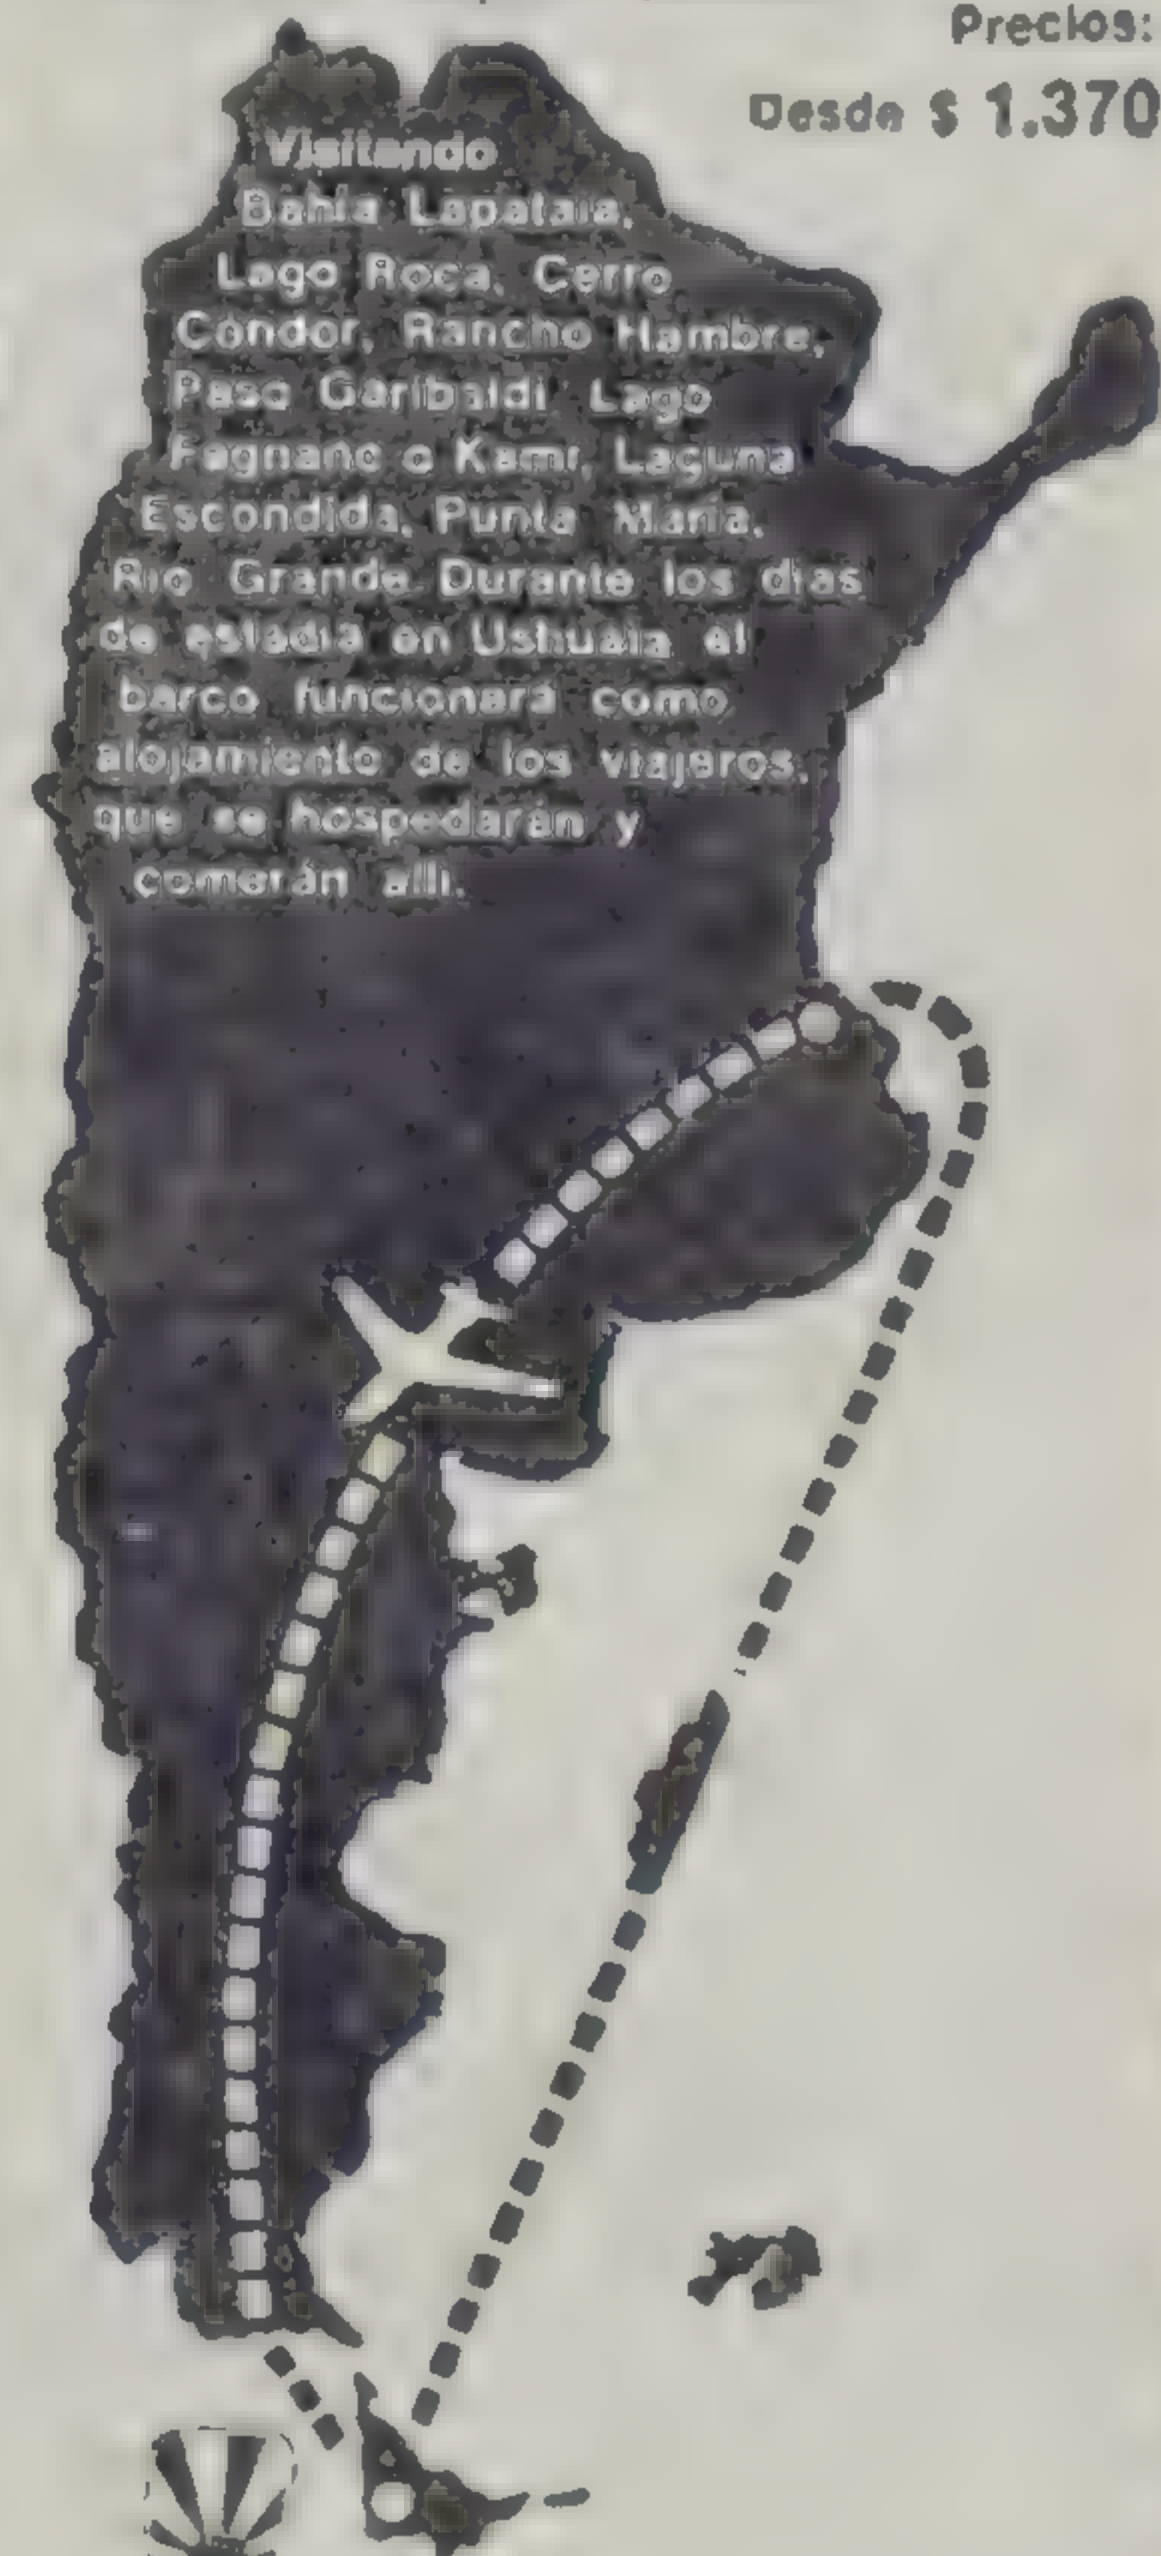 Precios:
Desde $ 1.370
Visitando
Bahía Lapataia,
Lago Roca, Cerro
Cóndor, Rancho Hambre,
Paso Garibaldi Lago
Fagnano o Kami, Laguna
Escondida, Punta María,
Río Grande. Durante los días
de estadía en Ushuaia el
barco funcionará como
alojamiento de los viajeros,
que se hospedarán y
comerán allí.